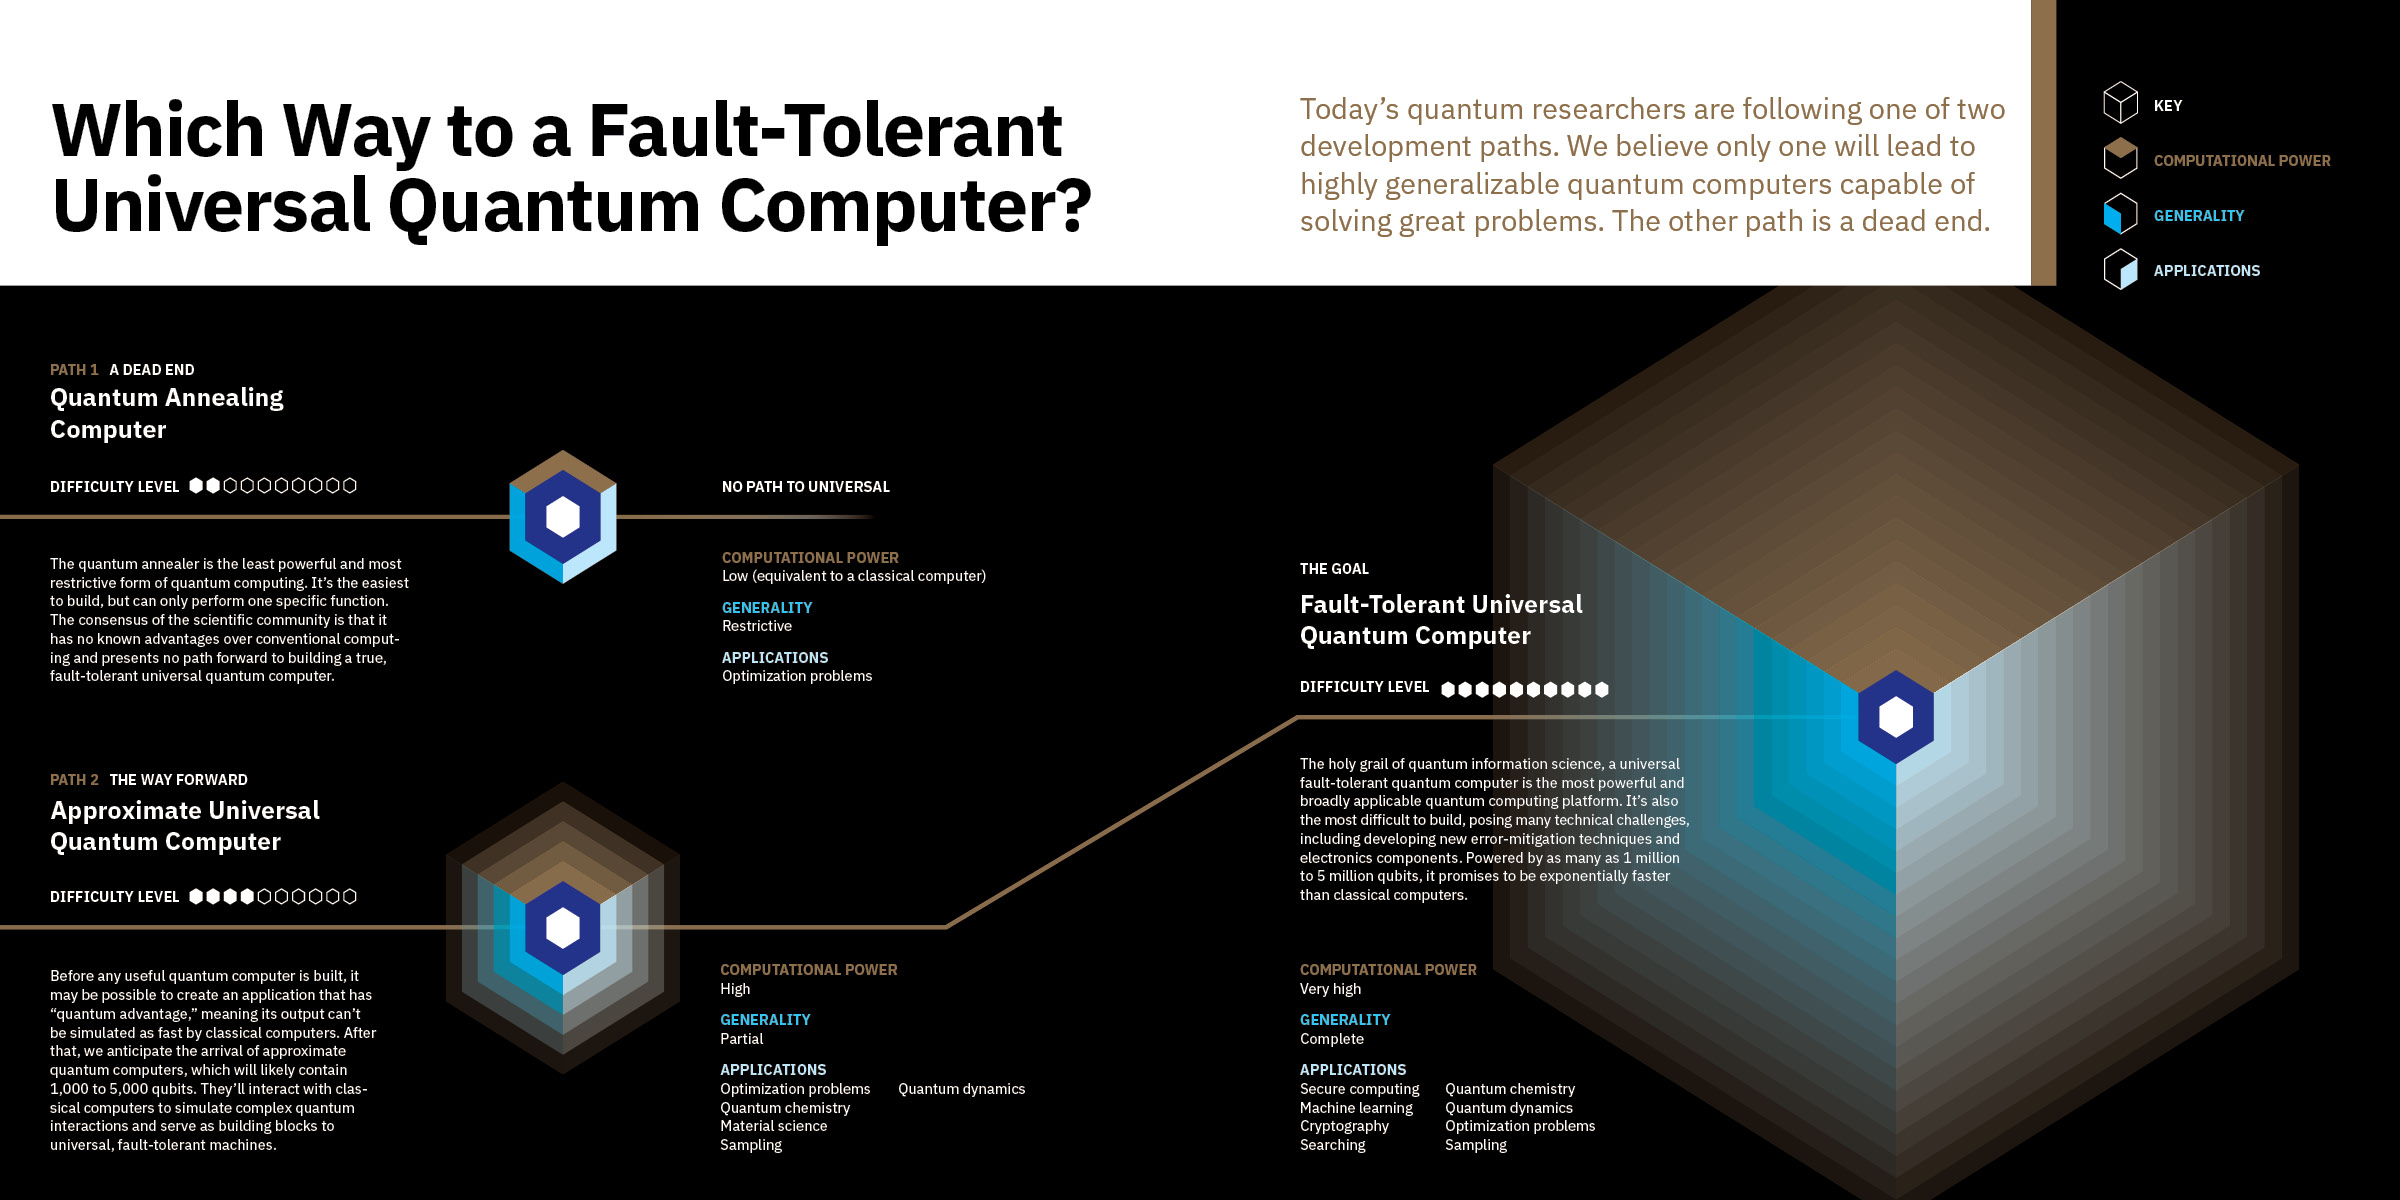 Which Way to a Fault-Tolerant
Universal Quantum Computer?
Today’s quantum researchers are following one of two
development paths. We believe only one will lead to
highly generalizable quantum computers capable of
solving great problems. The other path is a dead end.
KEY
COMPUTATIONAL POWER
GENERALITY
APPLICATIONS
PATH 1 A DEAD END
Quantum Annealing
Computer
DIFFICULTY LEVEL
The quantum annealer is the least powerful and most
restrictive form of quantum computing. It’s the easiest
to build, but can only perform one specific function.
The consensus of the scientific community is that it
has no known advantages over conventional comput-
ing and presents no path forward to building a true,
fault-tolerant universal quantum computer.
NO PATH TO UNIVERSAL
COMPUTATIONAL POWER
Low (equivalent to a classical computer)
GENERALITY
Restrictive
APPLICATIONS
Optimization problems
PATH 2 THE WAY FORWARD
Approximate Universal
Quantum Computer
DIFFICULTY LEVEL
Before any useful quantum computer is built, it
may be possible to create an application that has
“quantum advantage,” meaning its output can’t
be simulated as fast by classical computers. After
that, we anticipate the arrival of approximate
quantum computers, which will likely contain
1,000 to 5,000 qubits. They’ll interact with clas-
sical computers to simulate complex quantum
interactions and serve as building blocks to
universal, fault-tolerant machines.
COMPUTATIONAL POWER
High
GENERALITY
Partial
APPLICATIONS
Optimization problems
Quantum chemistry
Material science
Sampling
Quantum dynamics
THE GOAL
Fault-Tolerant Universal
Quantum Computer
DIFFICULTY LEVEL
The holy grail of quantum information science, a universal
fault-tolerant quantum computer is the most powerful and
broadly applicable quantum computing platform. It’s also
the most difficult to build, posing many technical challenges,
including developing new error-mitigation techniques and
electronics components. Powered by as many as 1 million
to 5 million qubits, it promises to be exponentially faster
than classical computers.
COMPUTATIONAL POWER
Very high
GENERALITY
Complete
APPLICATIONS
Secure computing
Machine learning
Cryptography
Searching
Quantum chemistry
Quantum dynamics
Optimization problems
Sampling